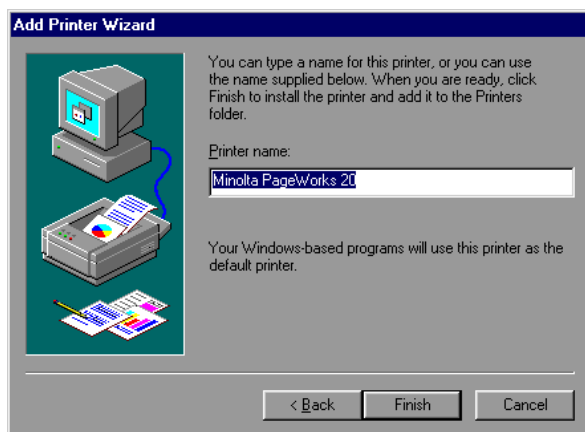 Add Printer Wizard
You can type a name for this printer, or you can use
the name supplied below. When you are ready, click
Finish to install the printer and add it to the Printers
folder.
Printer name:
Minolta PageWorks 20
Your Windows-based programs will use this printer as the
default printer.
< Back
Finish
Cancel